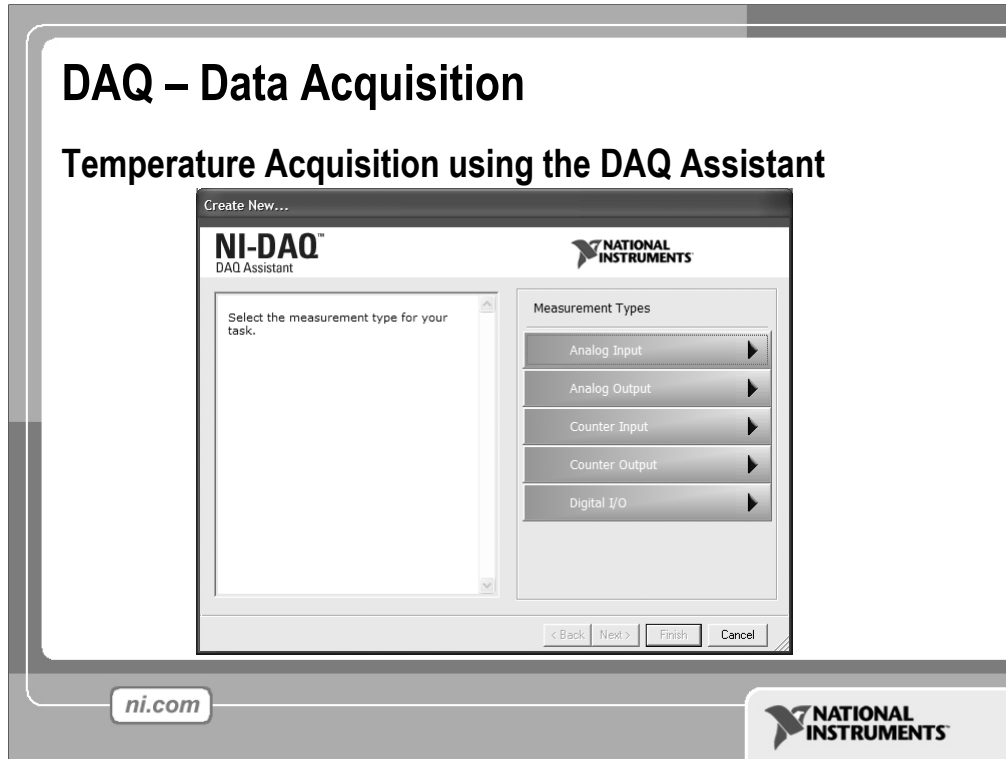 DAQ – Data Acquisition
Temperature Acquisition using the DAQ Assistant
Create New...
NI-DAQ™
DAQ Assistant
NATIONAL
INSTRUMENTS
Select the measurement type for your
task.
Measurement Types
Analog Input
Analog Output
Counter Input
Counter Output
Digital I/O
< Back
Next >
Finish
Cancel
ni.com
NATIONAL
INSTRUMENTS